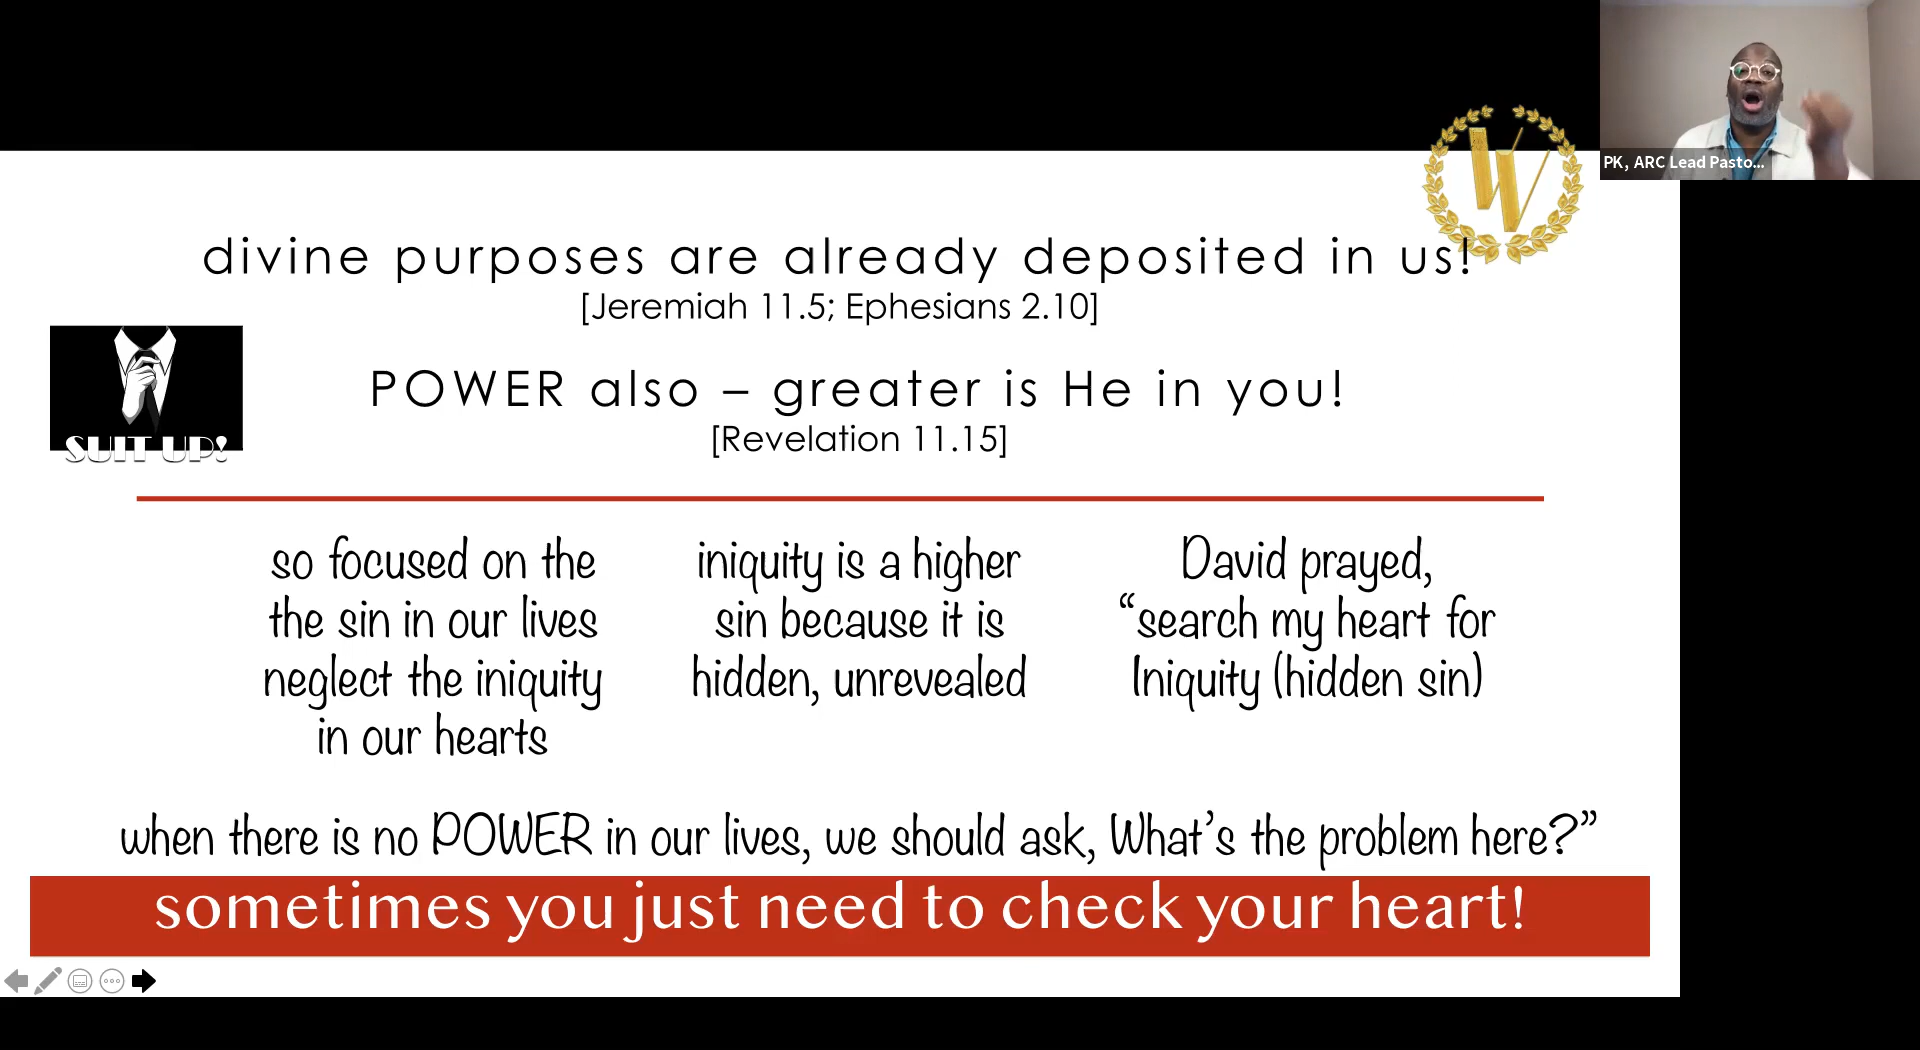 PK, ARC Lead Pasto...
W
divine purposes are already deposited in us!
[Jeremiah 11.5; Ephesians 2.10]
SUIT UP!
POWER also – greater is He in you!
[Revelation 11.15]
so focused on the
the sin in our lives
neglect the iniquity
in our hearts
iniquity is a higher
sin because it is
hidden, unrevealed
David prayed,
“search my heart for
Iniquity (hidden sin)
when there is no POWER in our lives, we should ask, What’s the problem here?”
sometimes you just need to check your heart!